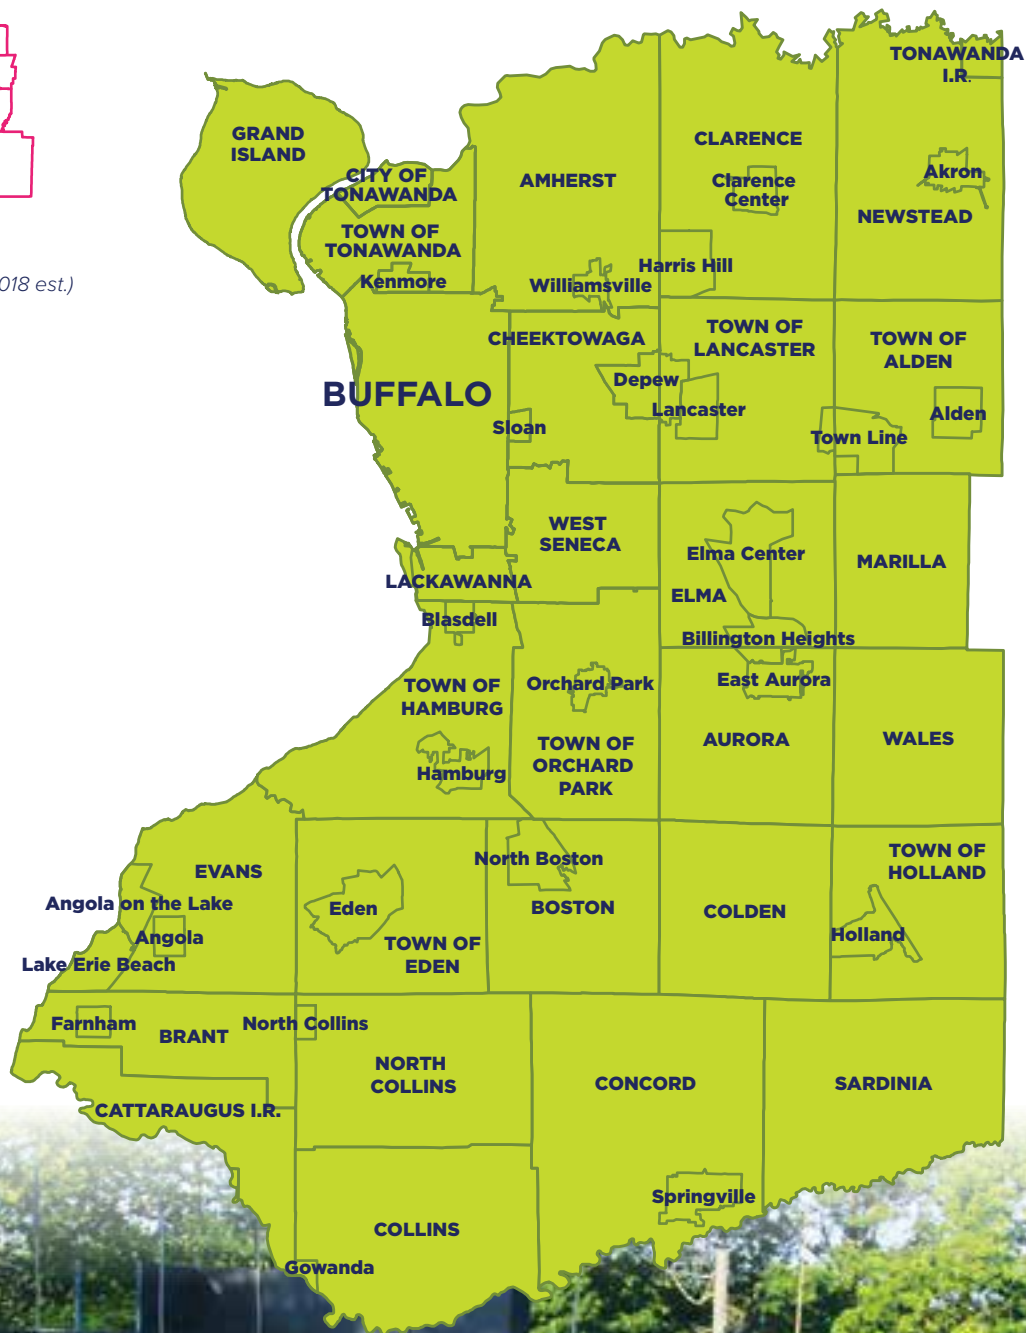 TONAWANDA
I.R.
GRAND
ISLAND
CLARENCE
CITY OF
TONAWANDA
AMHERST
Clarence
Center
Akron
NEWSTEAD
TOWN OF
TONAWANDA
Kenmore
Williamsville
Harris Hill
018 est.)
CHEEKTOWAGA
TOWN OF
LANCASTER
TOWN OF
ALDEN
BUFFALO
Depew
Lancaster
Alden
Sloan
Town Line
WEST
SENECA
Elma Center
MARILLA
LACKAWANNA
ELMA
Blasdell
Billington Heights
TOWN OF
HAMBURG
Orchard Park
East Aurora
TOWN OF
ORCHARD
PARK
AURORA
WALES
Hamburg
EVANS
North Boston
TOWN OF
HOLLAND
Angola on the Lake
Eden
BOSTON
COLDEN
Angola
TOWN OF
EDEN
Holland
Lake Erie Beach
Farnham
BRANT
North Collins
NORTH
COLLINS
CONCORD
SARDINIA
CATTARAUGUS I.R.
Springville
COLLINS
Gowanda